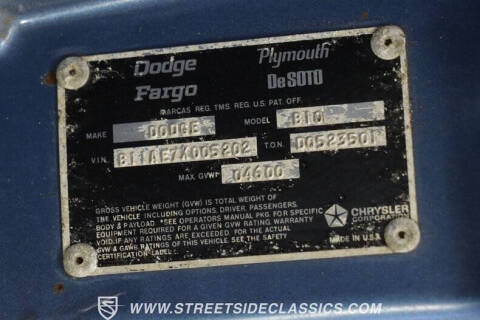 Dodge Plymouth
Fargo DeSOTO
MARCAS REG. TMS. REG. U.S. PAT. OFF.
MAKE DODGE MODEL B10
V.I.N. B11AE7X005202 T.O.N. D0523501
MAX. GVW 04600
GROSS VEHICLE WEIGHT (GVW) IS TOTAL WEIGHT OF
THE VEHICLE INCLUDING OPTIONS, DRIVER, PASSENGERS,
BODY & PAYLOAD *SEE OPERATORS MANUAL PKG. FOR SPECIFIC
EQUIPMENT REQUIRED FOR A GIVEN GVW RATING, WARRANTY
IS AFFECTED IF ANY RATINGS ARE EXCEEDED. FOR THE ACTUAL
GVW & GAWR RATINGS OF THIS VEHICLE SEE THE SAFETY
CERTIFICATION LABEL.
CHRYSLER
CORPORATION
MADE IN U.S.A.
WWW.STREETSIDECLASSICS.COM